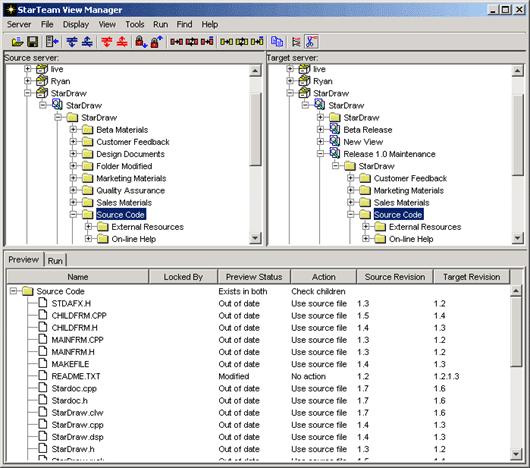 StarTeam View Manager
Server File Display View Tools Run Find Help
Source server:
live
Ryan
StarDraw
StarDraw
StarDraw
Beta Materials
Customer Feedback
Design Documents
Folder Modified
Marketing Materials
Quality Assurance
Sales Materials
Source Code
External Resources
On-line Help
Target server:
live
Ryan
StarDraw
StarDraw
StarDraw
Beta Release
New View
Release 1.0 Maintenance
StarDraw
Customer Feedback
Marketing Materials
Sales Materials
Source Code
External Resources
On-line Help
Preview Run
Name Locked By Preview Status Action Source Revision Target Revision
Source Code Exists in both Check children
STDAFX.H Out of date Use source file 1.3 1.2
CHILDFRM.CPP Out of date Use source file 1.5 1.4
CHILDFRM.H Out of date Use source file 1.4 1.3
MAINFRM.CPP Out of date Use source file 1.3 1.2
MAINFRM.H Out of date Use source file 1.3 1.2
MAKEFILE Out of date Use source file 1.4 1.3
README.TXT Modified No action 1.2 1.2.1.3
Stardoc.cpp Out of date Use source file 1.7 1.6
Stardoc.h Out of date Use source file 1.7 1.6
StarDraw.clw Out of date Use source file 1.7 1.6
StarDraw.cpp Out of date Use source file 1.4 1.3
StarDraw.dsp Out of date Use source file 1.4 1.3
StarDraw.h Out of date Use source file 1.3 1.2